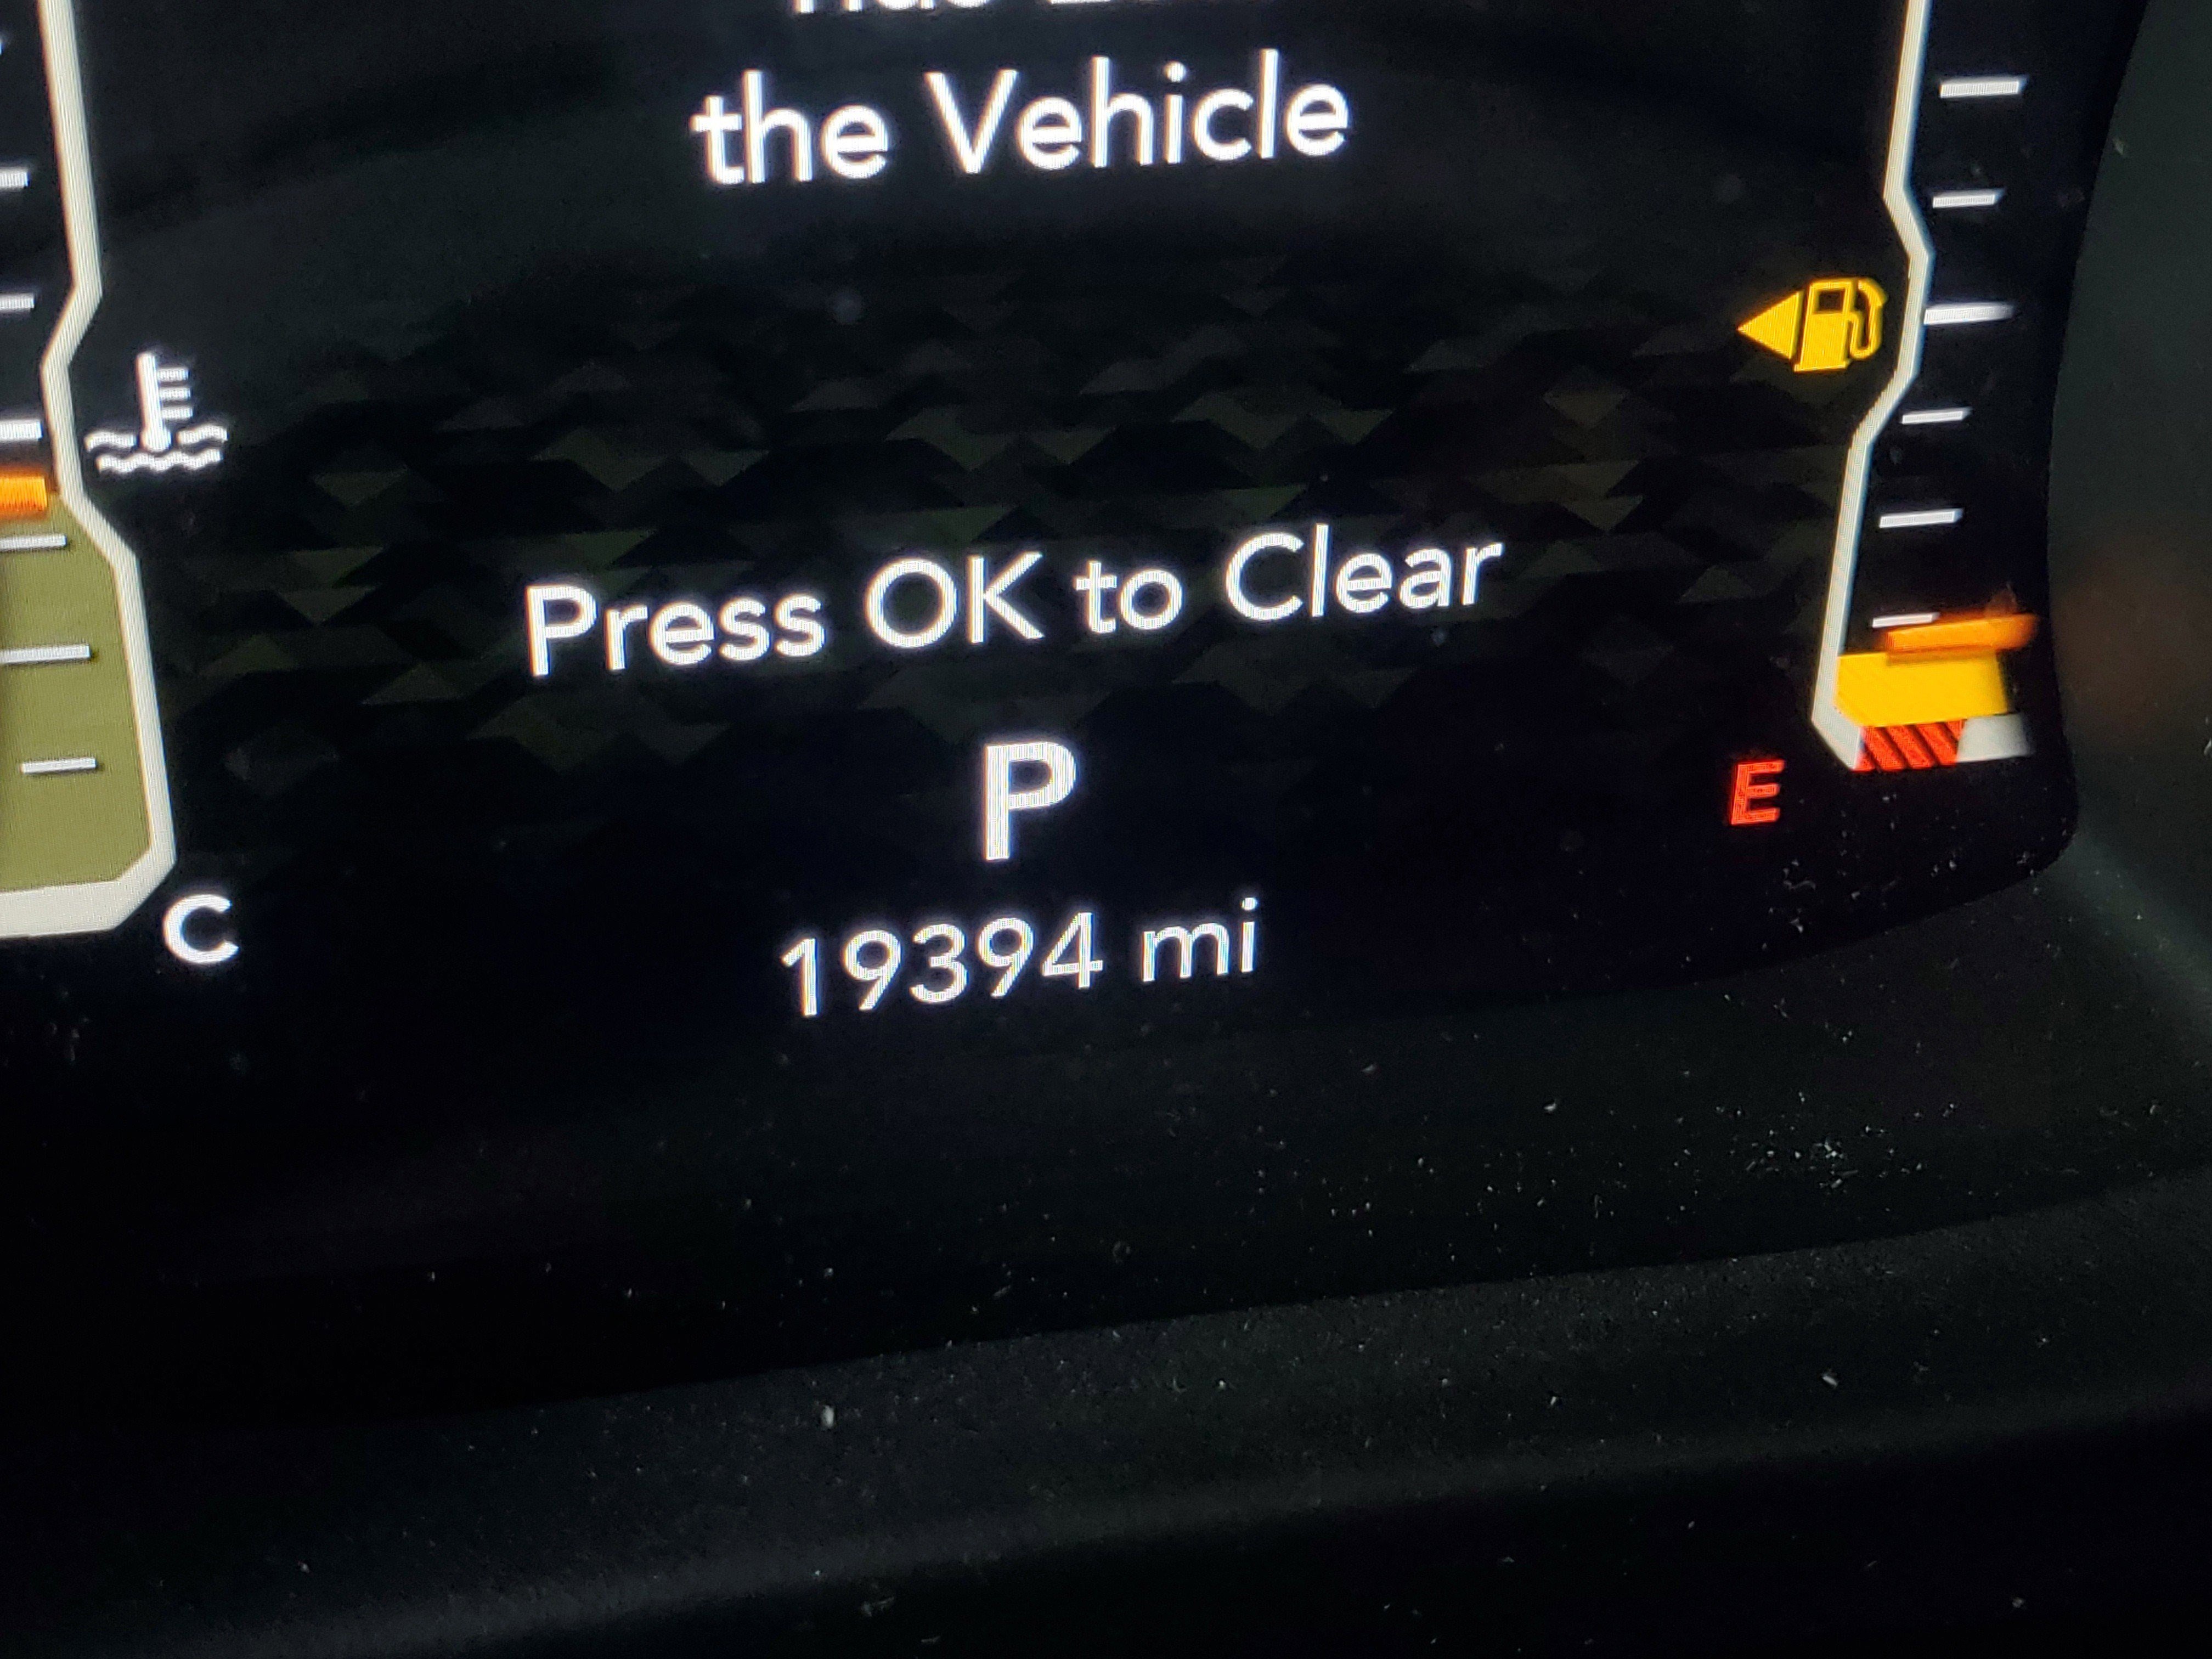 the Vehicle
Press OK to Clear
P
E
C
19394 mi